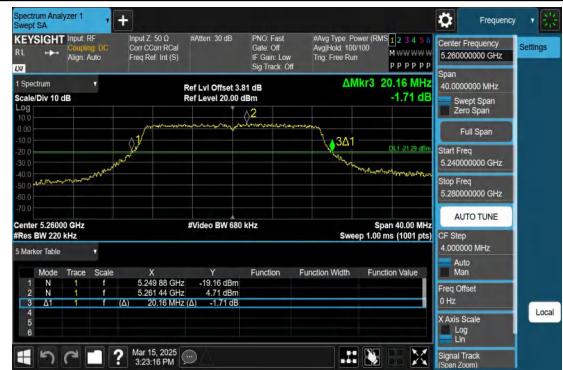 Spectrum Analyzer 1
Swept SA
Frequency
KEYSIGHT
RL
Input: RF
Coupling: DC
Align: Auto
Input Z: 50 Ω
Corr CCorr RCal
Freq Ref: Int (S)
#Atten: 30 dB
PNO: Fast
Gate: Off
IF Gain: Low
Sig Track: Off
#Avg Type: Power (RMS
Avg|Hold: 100/100
Trig: Free Run
1 2 3 4 5 6
M W W W W W
P P P P P P
LW
1 Spectrum
Scale/Div 10 dB
Ref Lvl Offset 3.81 dB
Ref Level 20.00 dBm
ΔMkr3 20.16 MHz
-1.71 dB
Log
10.0
0.00
-10.0
-20.0
-30.0
-40.0
-50.0
-60.0
-70.0
1
2
3Δ1
DL1 -21.29 dBm
Center 5.26000 GHz
#Res BW 220 kHz
#Video BW 680 kHz
Span 40.00 MHz
Sweep 1.00 ms (1001 pts)
5 Marker Table
Mode Trace Scale X Y Function Function Width Function Value
1 N 1 f 5.249 88 GHz -19.16 dBm
2 N 1 f 5.261 44 GHz 4.71 dBm
3 Δ1 1 f (Δ) 20.16 MHz (Δ) -1.71 dB
4
5
6
Mar 15, 2025
3:23:16 PM
Center Frequency
5.260000000 GHz
Settings
Span
40.0000000 MHz
Swept Span
Zero Span
Full Span
Start Freq
5.240000000 GHz
Stop Freq
5.280000000 GHz
AUTO TUNE
CF Step
4.000000 MHz
Auto
Man
Freq Offset
0 Hz
X Axis Scale
Log
Lin
Local
Signal Track
(Span Zoom)